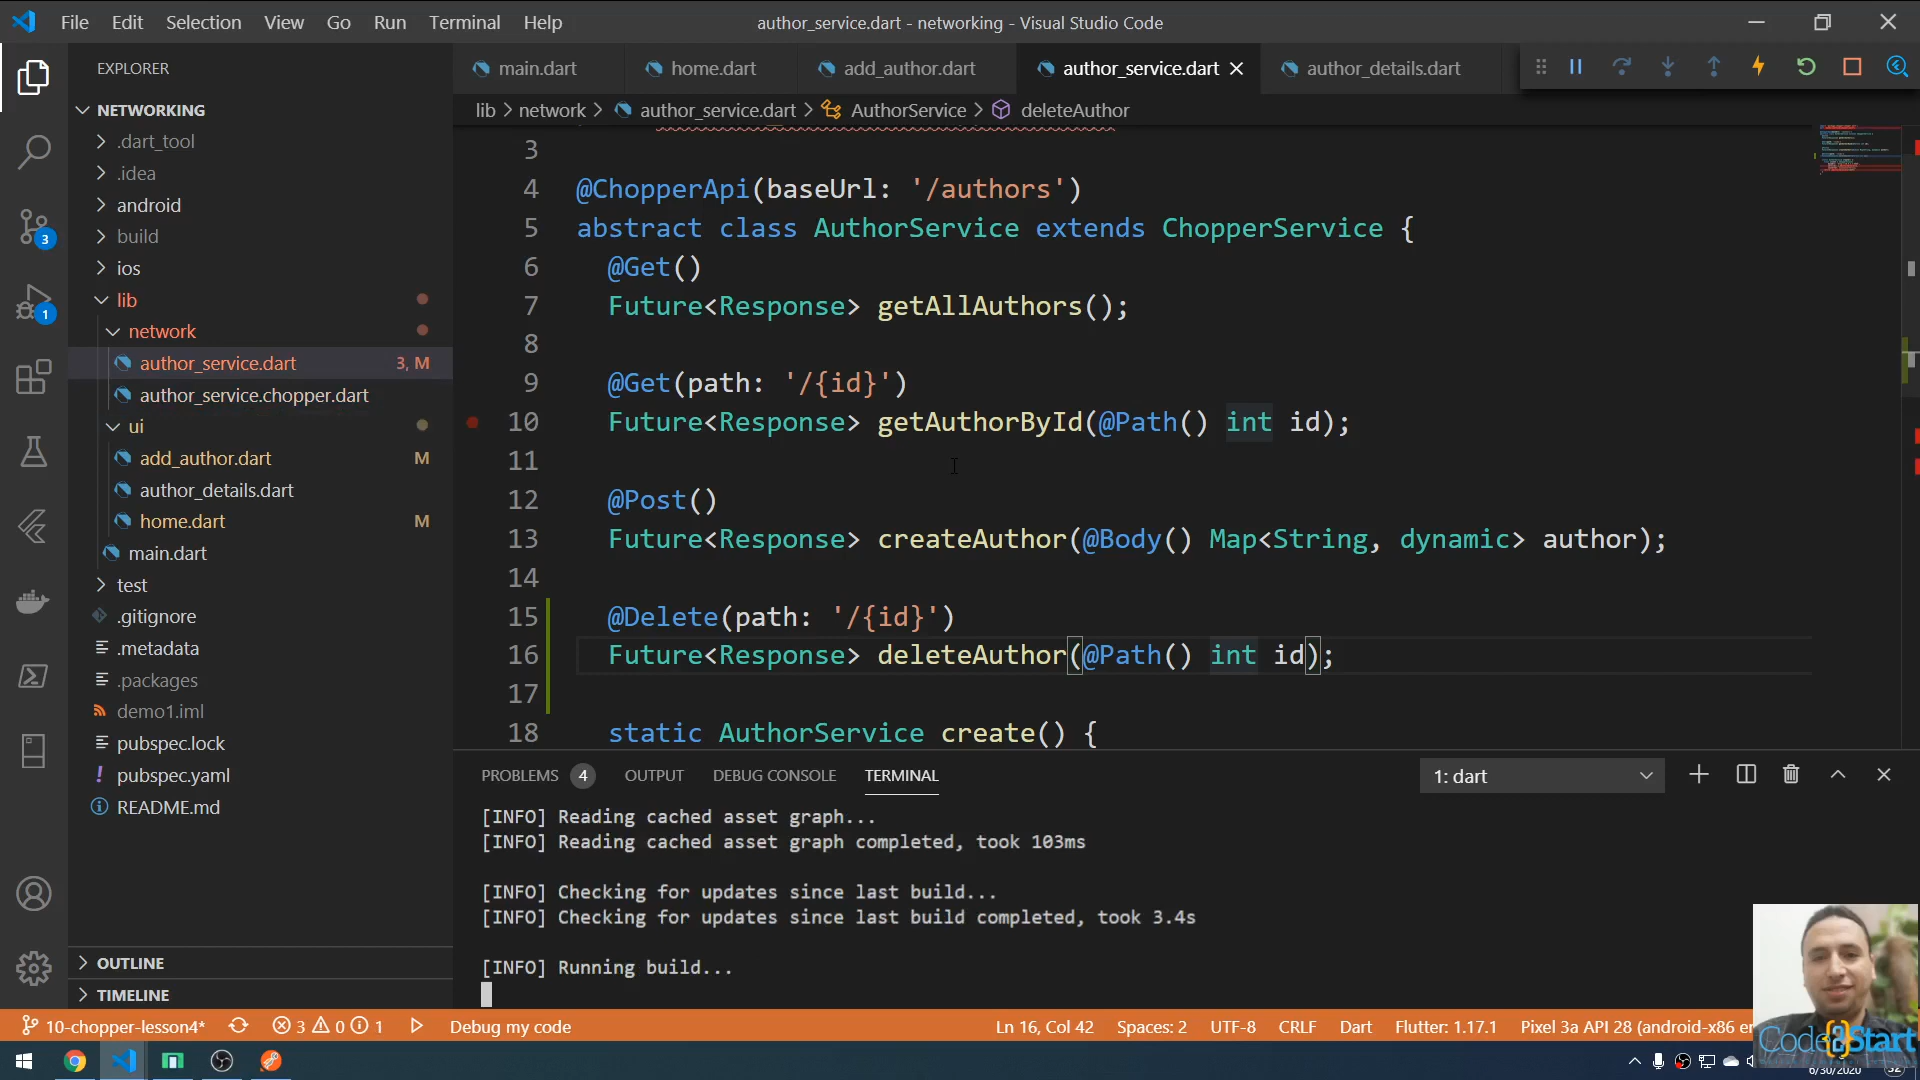 File Edit Selection View Go Run Terminal Help
author_service.dart - networking - Visual Studio Code
EXPLORER
NETWORKING
.dart_tool
.idea
android
build
ios
lib
network
author_service.dart 3, M
author_service.chopper.dart
ui
add_author.dart M
author_details.dart
home.dart M
main.dart
test
.gitignore
.metadata
.packages
demo1.iml
pubspec.lock
pubspec.yaml
README.md
OUTLINE
TIMELINE
3
1
main.dart home.dart add_author.dart author_service.dart author_details.dart
lib > network > author_service.dart > AuthorService > deleteAuthor
3
4 @ChopperApi(baseUrl: '/authors')
5 abstract class AuthorService extends ChopperService {
6 @Get()
7 Future<Response> getAllAuthors();
8
9 @Get(path: '/{id}')
10 Future<Response> getAuthorById(@Path() int id);
11
12 @Post()
13 Future<Response> createAuthor(@Body() Map<String, dynamic> author);
14
15 @Delete(path: '/{id}')
16 Future<Response> deleteAuthor(@Path() int id);
17
18 static AuthorService create() {
PROBLEMS 4 OUTPUT DEBUG CONSOLE TERMINAL 1: dart
[INFO] Reading cached asset graph...
[INFO] Reading cached asset graph completed, took 103ms
[INFO] Checking for updates since last build...
[INFO] Checking for updates since last build completed, took 3.4s
[INFO] Running build...
10-chopper-lesson4* 3 0 1 Debug my code Ln 16, Col 42 Spaces: 2 UTF-8 CRLF Dart Flutter: 1.17.1 Pixel 3a API 28 (android-x86 e
Code{2}Start
6/30/2020